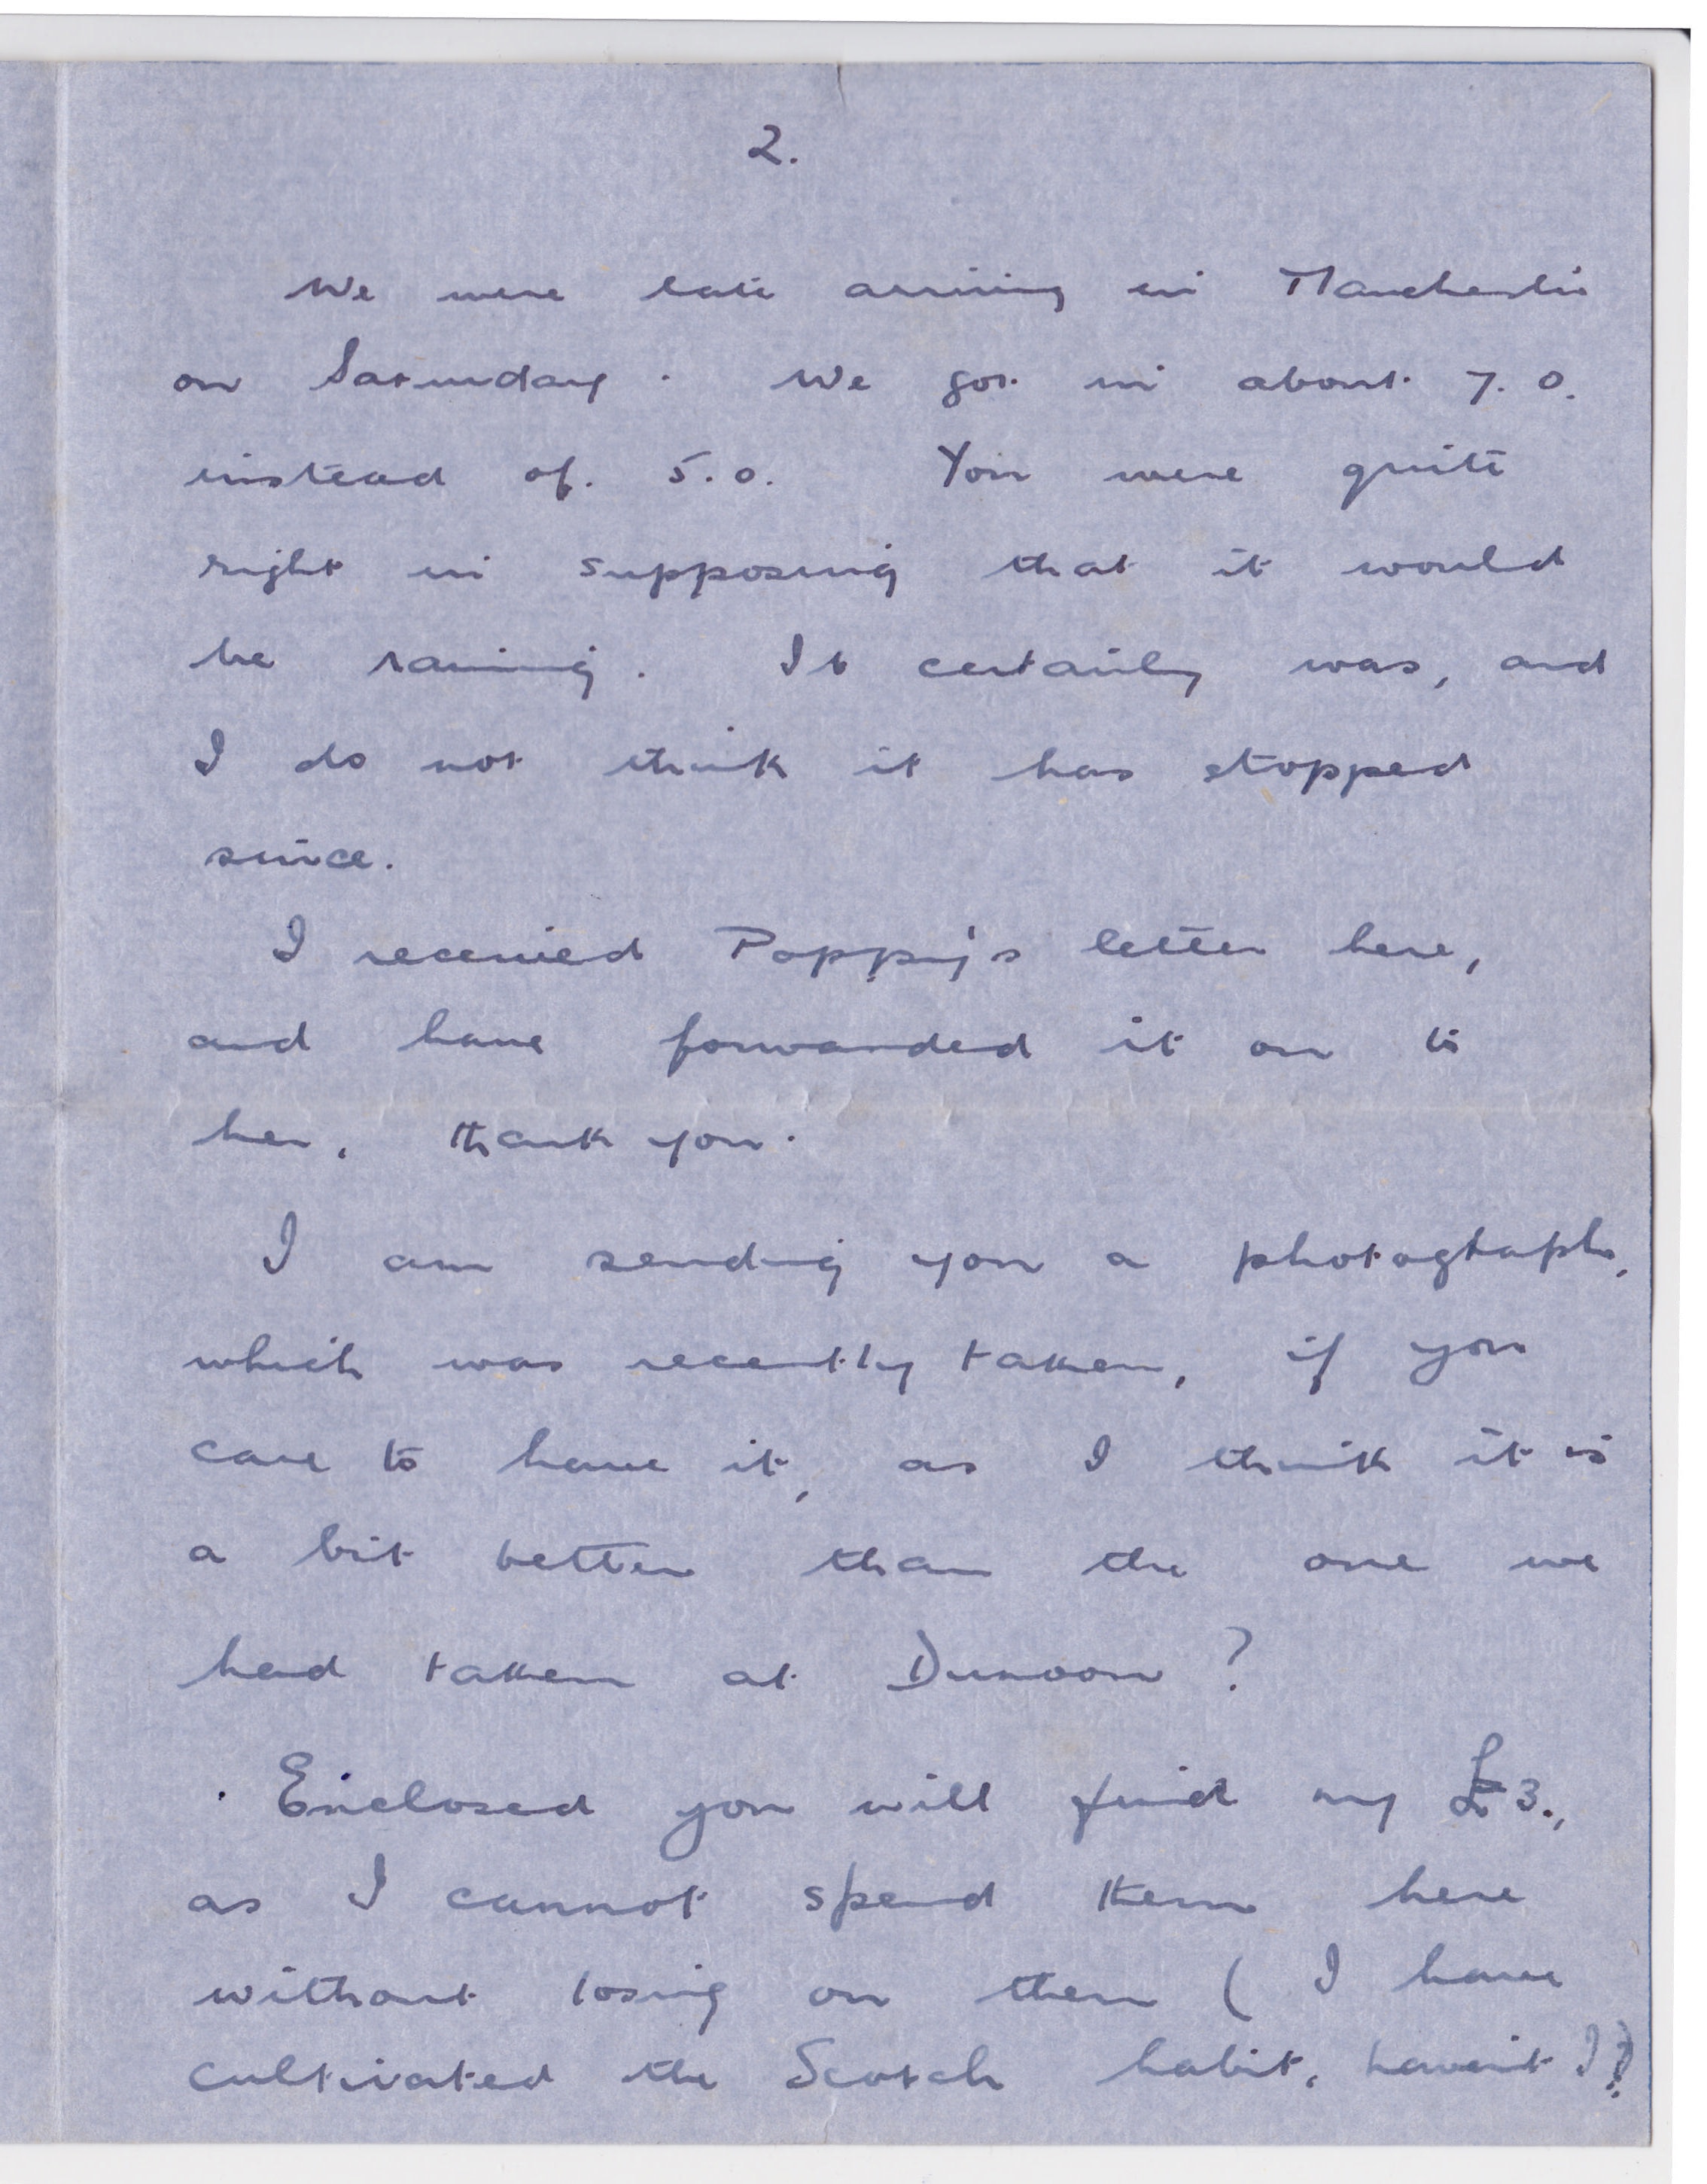 2.
We were late arriving in Manchester
on Saturday. We got in about 7.0.
instead of. 5.0. You were quite
right in supposing that it would
be raining. It certainly was, and
I do not think it has stopped
since.
I received Poppy's letter here,
and have forwarded it on to
her, thank you.
I am sending you a photograph,
which was recently taken, if you
care to have it, as I think it is
a bit better than the one we
had taken at Dunoon?
Enclosed you will find my £3.,
as I cannot spend them here
without losing on them ( I have
cultivated the Scotch habit, haven't I?